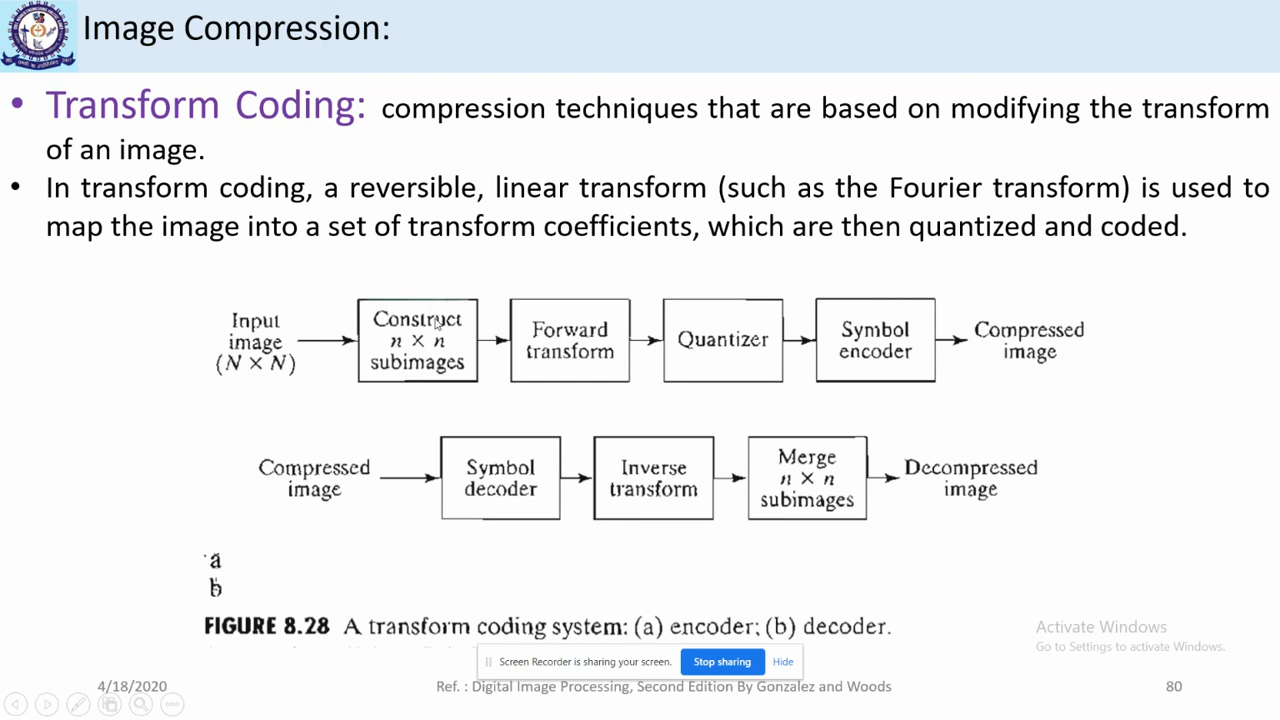 Image Compression:
• Transform Coding: compression techniques that are based on modifying the transform
of an image.
• In transform coding, a reversible, linear transform (such as the Fourier transform) is used to
map the image into a set of transform coefficients, which are then quantized and coded.
Input
image
(N × N)
Construct
n × n
subimages
Forward
transform
Quantizer
Symbol
encoder
Compressed
image
Compressed
image
Symbol
decoder
Inverse
transform
Merge
n × n
subimages
Decompressed
image
a
b
FIGURE 8.28 A transform coding system: (a) encoder; (b) decoder.
Activate Windows
Go to Settings to activate Windows.
Screen Recorder is sharing your screen.
Stop sharing
Hide
4/18/2020
Ref. : Digital Image Processing, Second Edition By Gonzalez and Woods
80